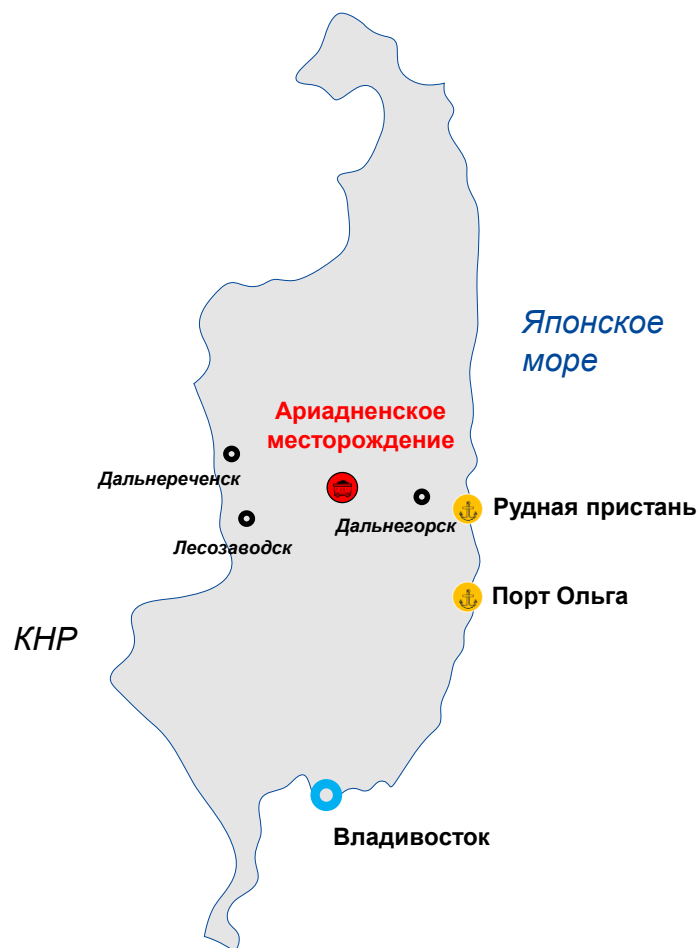 Японское
море
Ариадненское
месторождение
Дальнереченск
Дальнегорск
Рудная пристань
Лесозаводск
Порт Ольга
КНР
Владивосток